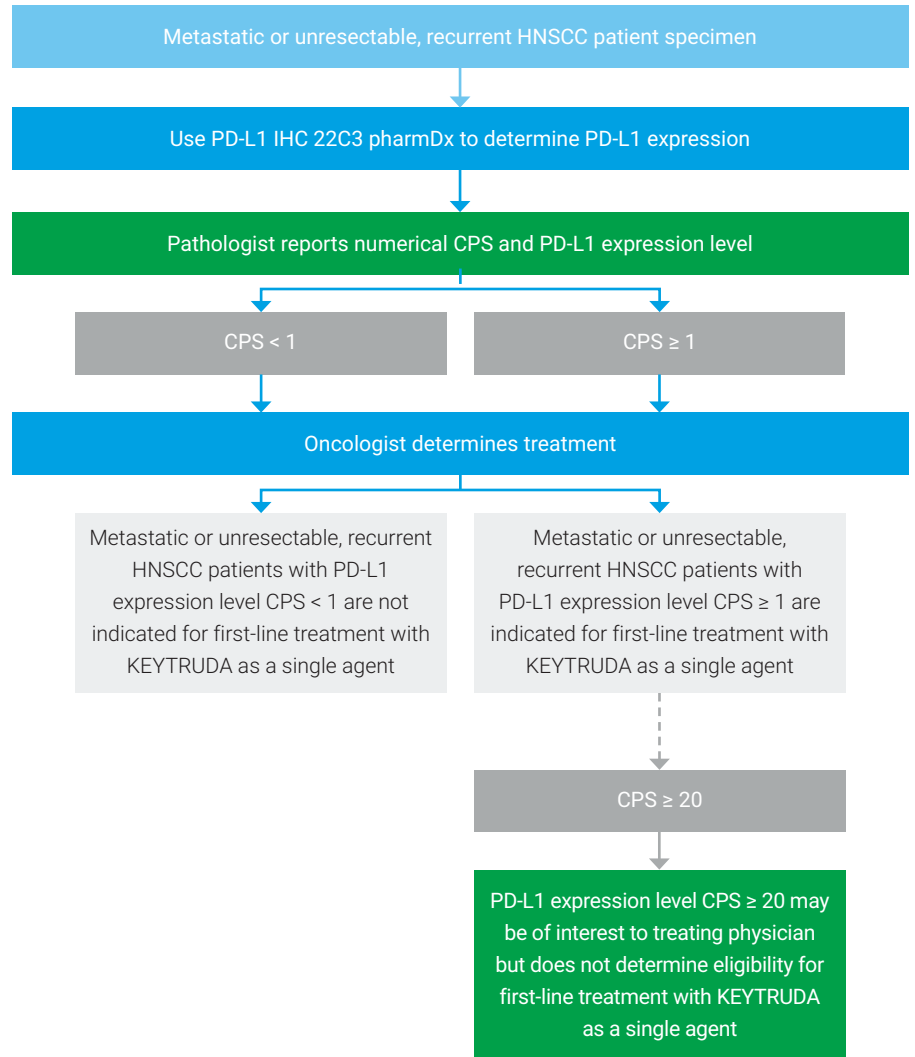 Metastatic or unresectable, recurrent HNSCC patient specimen
Use PD-L1 IHC 22C3 pharmDx to determine PD-L1 expression
Pathologist reports numerical CPS and PD-L1 expression level
CPS < 1
CPS ≥ 1
Oncologist determines treatment
Metastatic or unresectable, recurrent
HNSCC patients with PD-L1
expression level CPS < 1 are not
indicated for first-line treatment with
KEYTRUDA as a single agent
Metastatic or unresectable,
recurrent HNSCC patients with
PD-L1 expression level CPS ≥ 1 are
indicated for first-line treatment with
KEYTRUDA as a single agent
CPS ≥ 20
PD-L1 expression level CPS ≥ 20 may
be of interest to treating physician
but does not determine eligibility for
first-line treatment with KEYTRUDA
as a single agent